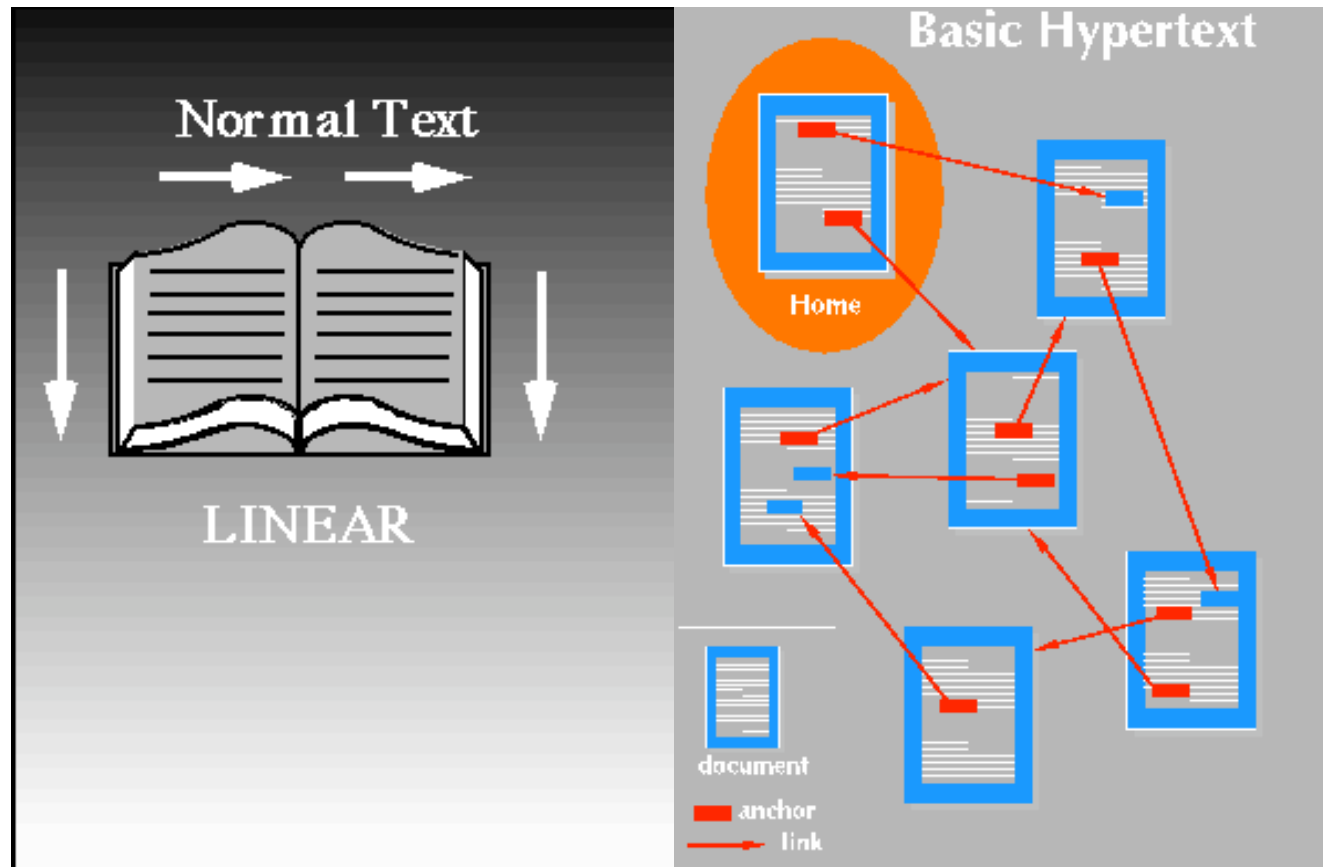 Normal Text
LINEAR
Basic Hypertext
Home
document
anchor
link